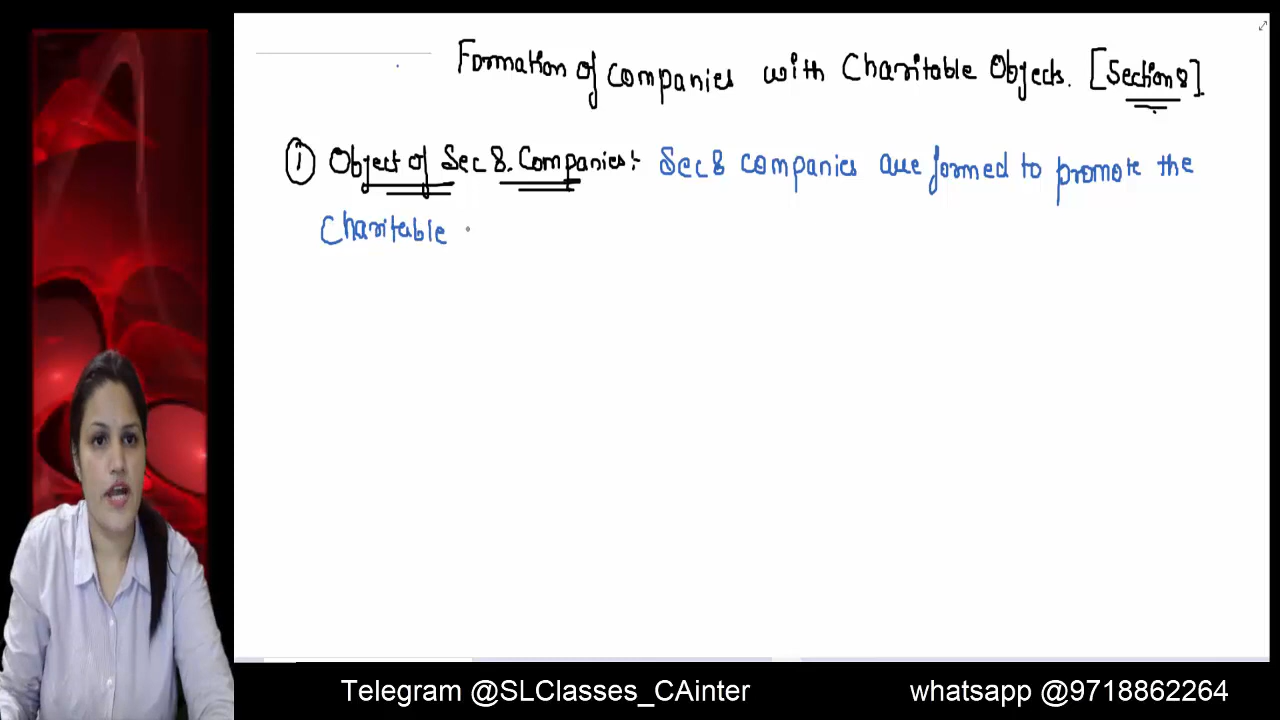 Formation of companies with Charitable Objects. [Section 8]
① Object of Sec 8. Companies:- Sec 8 companies are formed to promote the
Charitable
Telegram @SLClasses_CAinter
whatsapp @9718862264